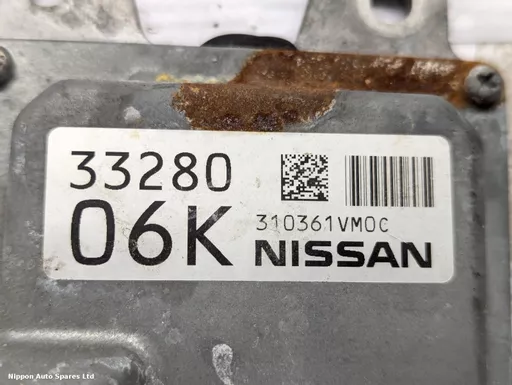 33280
06K
310361VM0C
NISSAN
Nippon Auto Spares Ltd